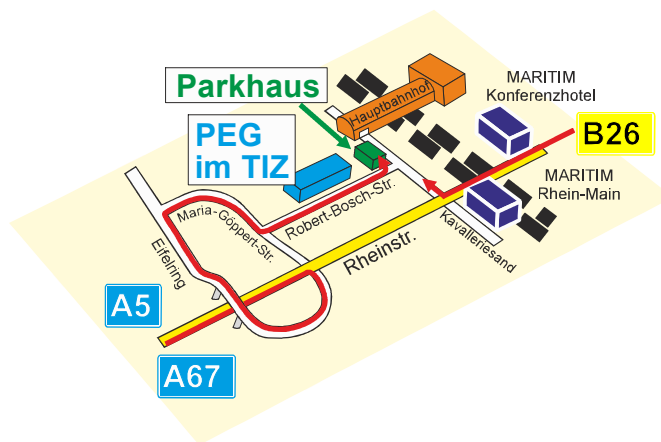 Parkhaus
Hauptbahnhof
MARITIM
Konferenzhotel
B26
PEG
im TIZ
MARITIM
Rhein-Main
Maria-Göppert-Str.
Robert-Bosch-Str.
Eifelring
Rheinstr.
Kavalleriesand
A5
A67